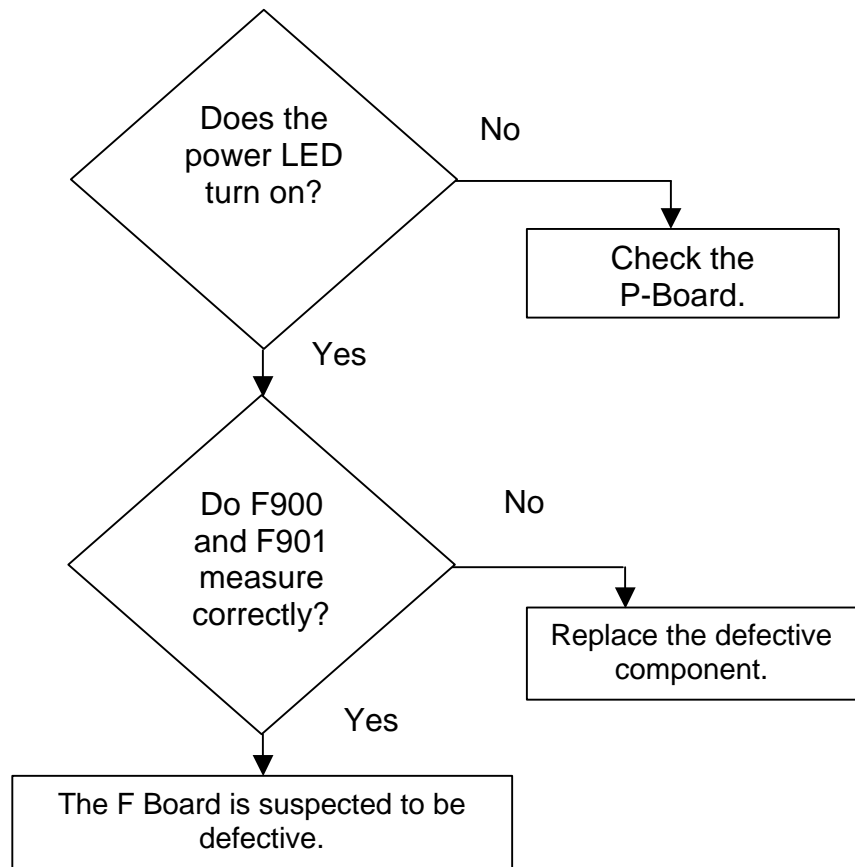 Does the
power LED
turn on?
No
Check the
P-Board.
Yes
Do F900
and F901
measure
correctly?
No
Replace the defective
component.
Yes
The F Board is suspected to be
defective.